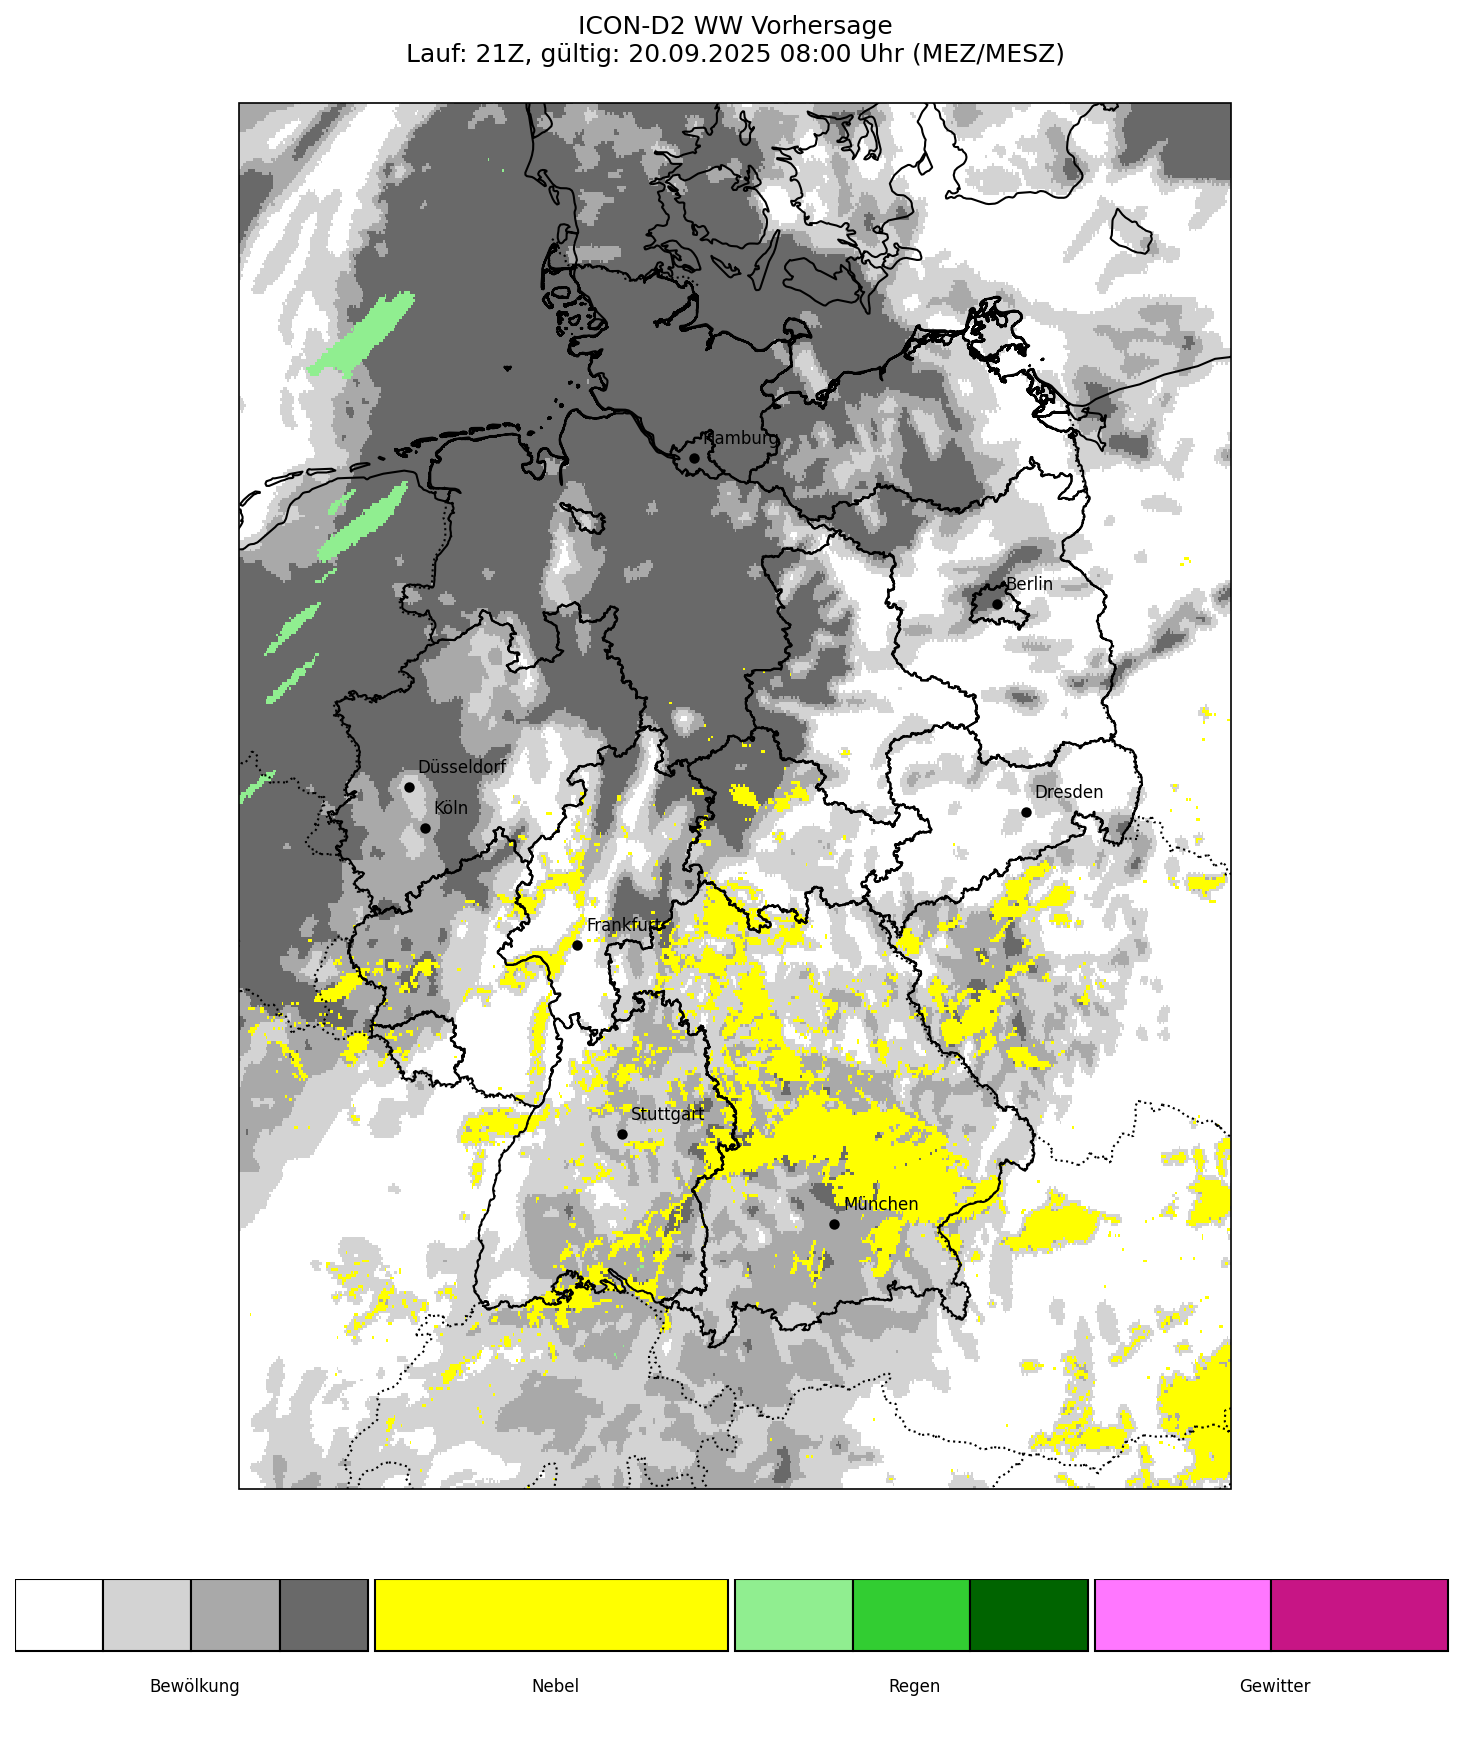 ICON-D2 WW Vorhersage
Lauf: 21Z, gültig: 20.09.2025 08:00 Uhr (MEZ/MESZ)
Hamburg
Berlin
Düsseldorf
Köln
Dresden
Frankfurt
Stuttgart
München
Bewölkung
Nebel
Regen
Gewitter